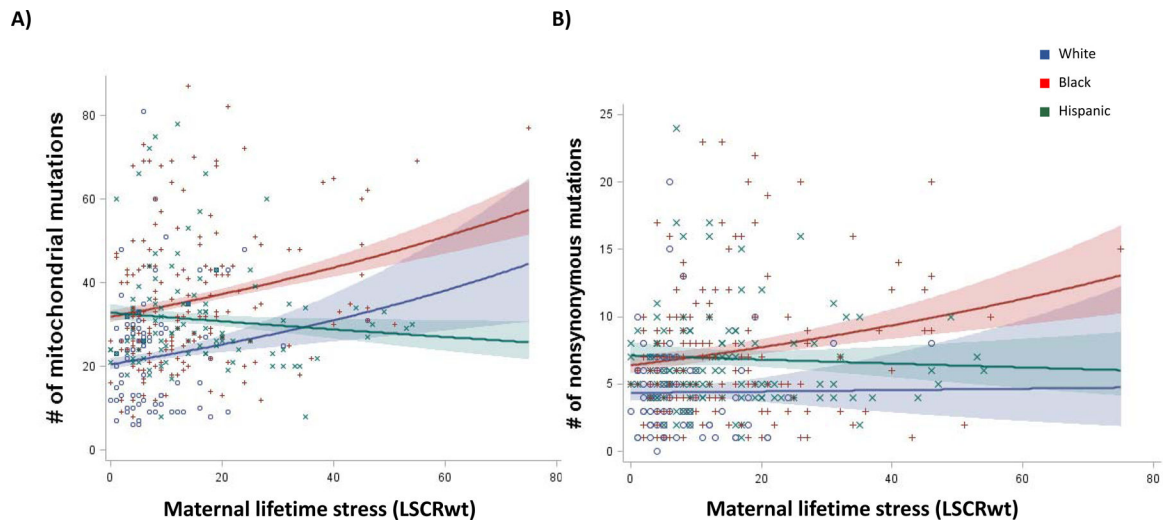 A)
B)
White
Black
Hispanic
# of mitochondrial mutations
80
60
40
20
0
0 20 40 60 80
Maternal lifetime stress (LSCRwt)
# of nonsynonymous mutations
25
20
15
10
5
0
0 20 40 60 80
Maternal lifetime stress (LSCRwt)